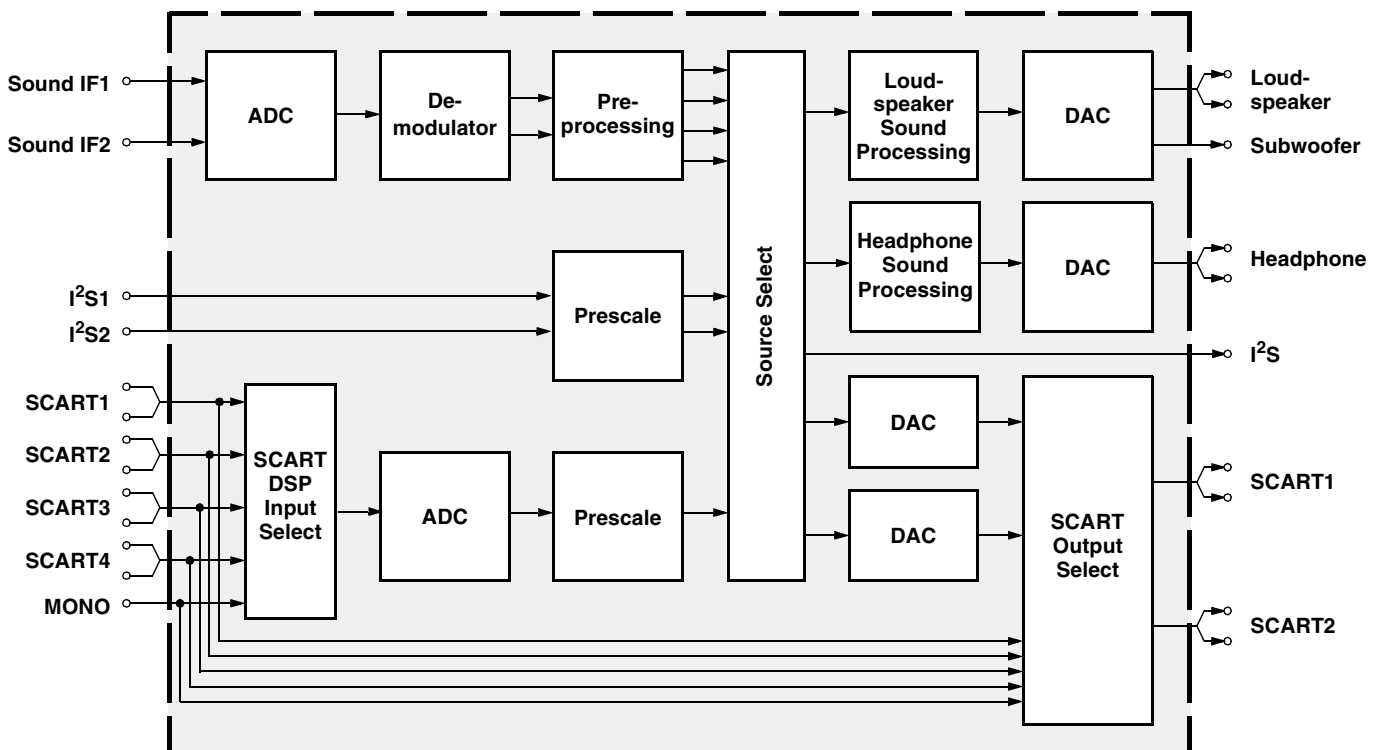 Sound IF1
Sound IF2
ADC
De-
modulator
Pre-
processing
Loud-
speaker
Sound
Processing
DAC
Loud-
speaker
Subwoofer
Headphone
Sound
Processing
DAC
Headphone
I²S1
I²S2
Prescale
Source Select
I²S
SCART1
SCART2
SCART3
SCART4
MONO
SCART
DSP
Input
Select
ADC
Prescale
DAC
DAC
SCART
Output
Select
SCART1
SCART2